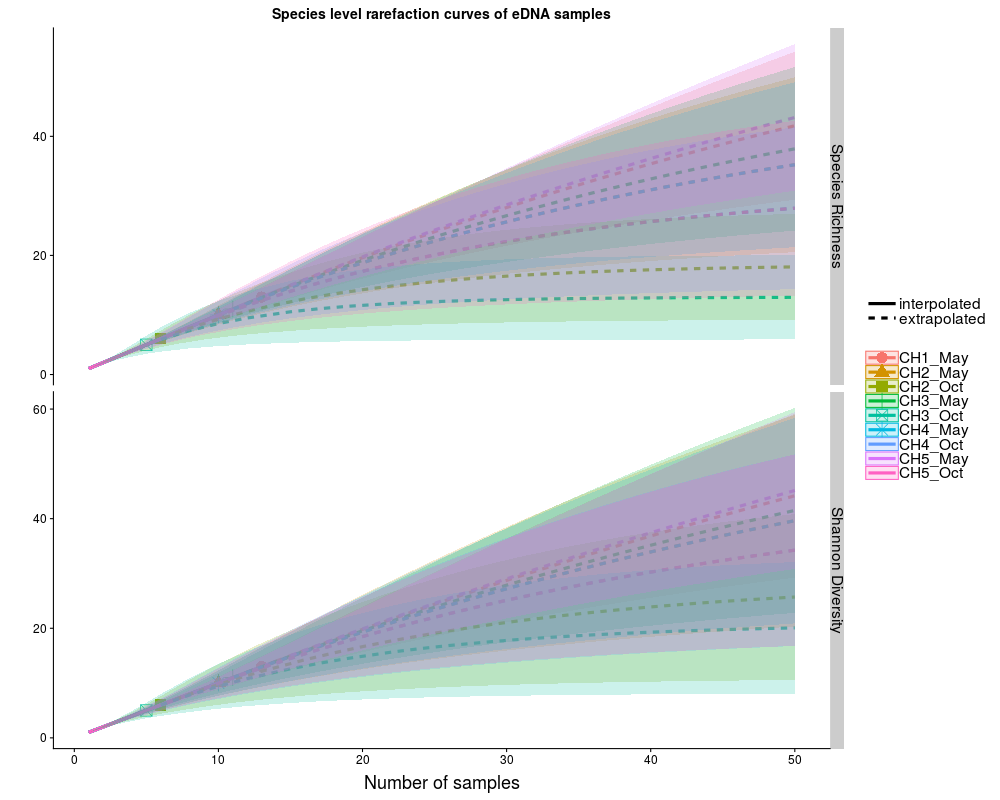 Species level rarefaction curves of eDNA samples
40
20
0
Species Richness
60
40
20
0
Shannon Diversity
0 10 20 30 40 50
Number of samples
interpolated
extrapolated
CH1_May
CH2_May
CH2_Oct
CH3_May
CH3_Oct
CH4_May
CH4_Oct
CH5_May
CH5_Oct